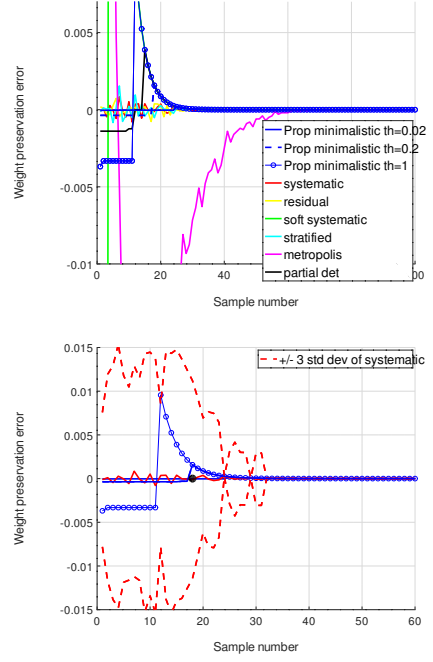 0.005
0
-0.005
-0.01
Weight preservation error
0
20
40
00
Sample number
Prop minimalistic th=0.02
Prop minimalistic th=0.2
Prop minimalistic th=1
systematic
residual
soft systematic
stratified
metropolis
partial det
0.015
0.01
0.005
0
-0.005
-0.01
-0.015
Weight preservation error
0
10
20
30
40
50
60
Sample number
+/- 3 std dev of systematic